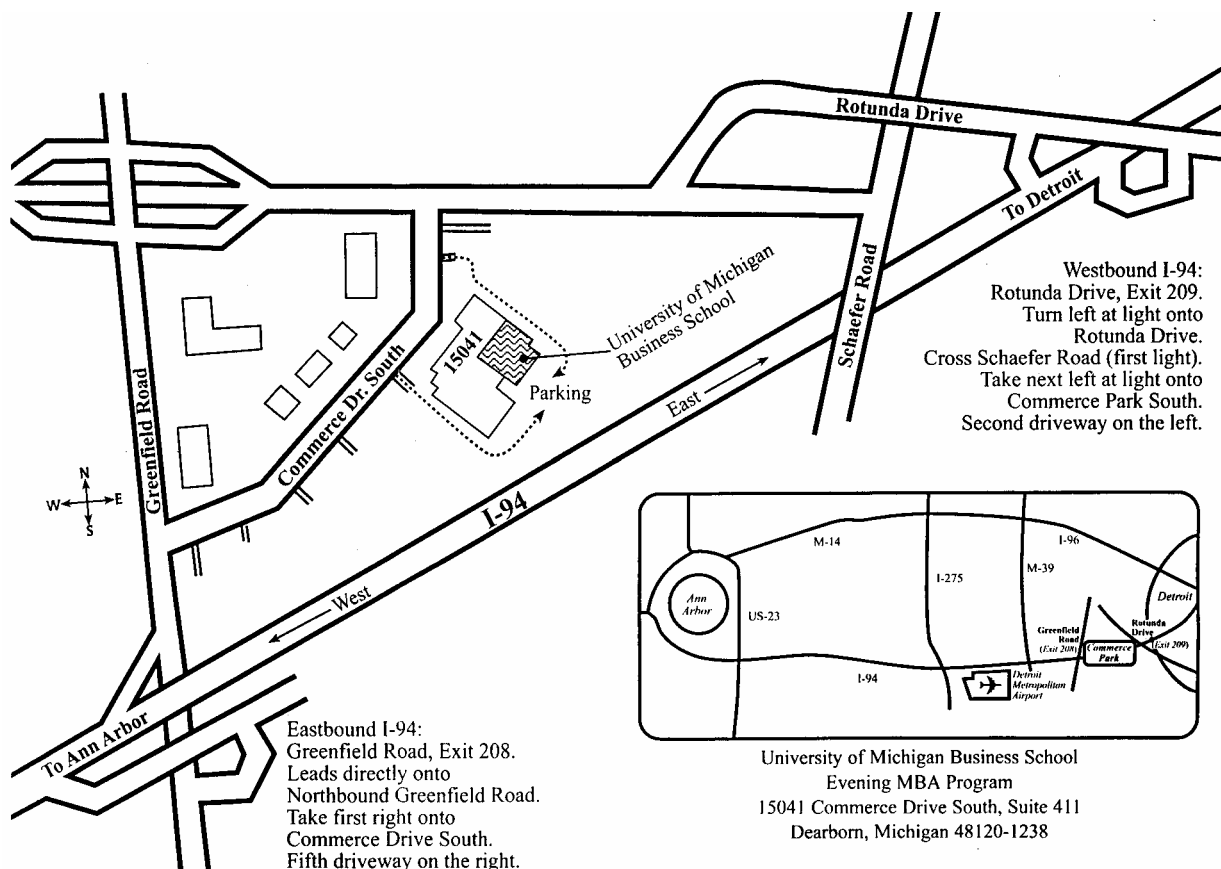 Rotunda Drive
To Detroit
Schaefer Road
University of Michigan
Business School
15041
Parking
Greenfield Road
Commerce Dr. South
East
I-94
West
To Ann Arbor
N
W
E
S
Westbound I-94:
Rotunda Drive, Exit 209.
Turn left at light onto
Rotunda Drive.
Cross Schaefer Road (first light).
Take next left at light onto
Commerce Park South.
Second driveway on the left.
M-14
I-96
I-275
M-39
Ann
Arbor
US-23
Detroit
Greenfield
Road
(Exit 208)
Rotunda
Drive
(Exit 209)
Commerce
Park
I-94
Detroit
Metropolitan
Airport
Eastbound I-94:
Greenfield Road, Exit 208.
Leads directly onto
Northbound Greenfield Road.
Take first right onto
Commerce Drive South.
Fifth driveway on the right.
University of Michigan Business School
Evening MBA Program
15041 Commerce Drive South, Suite 411
Dearborn, Michigan 48120-1238